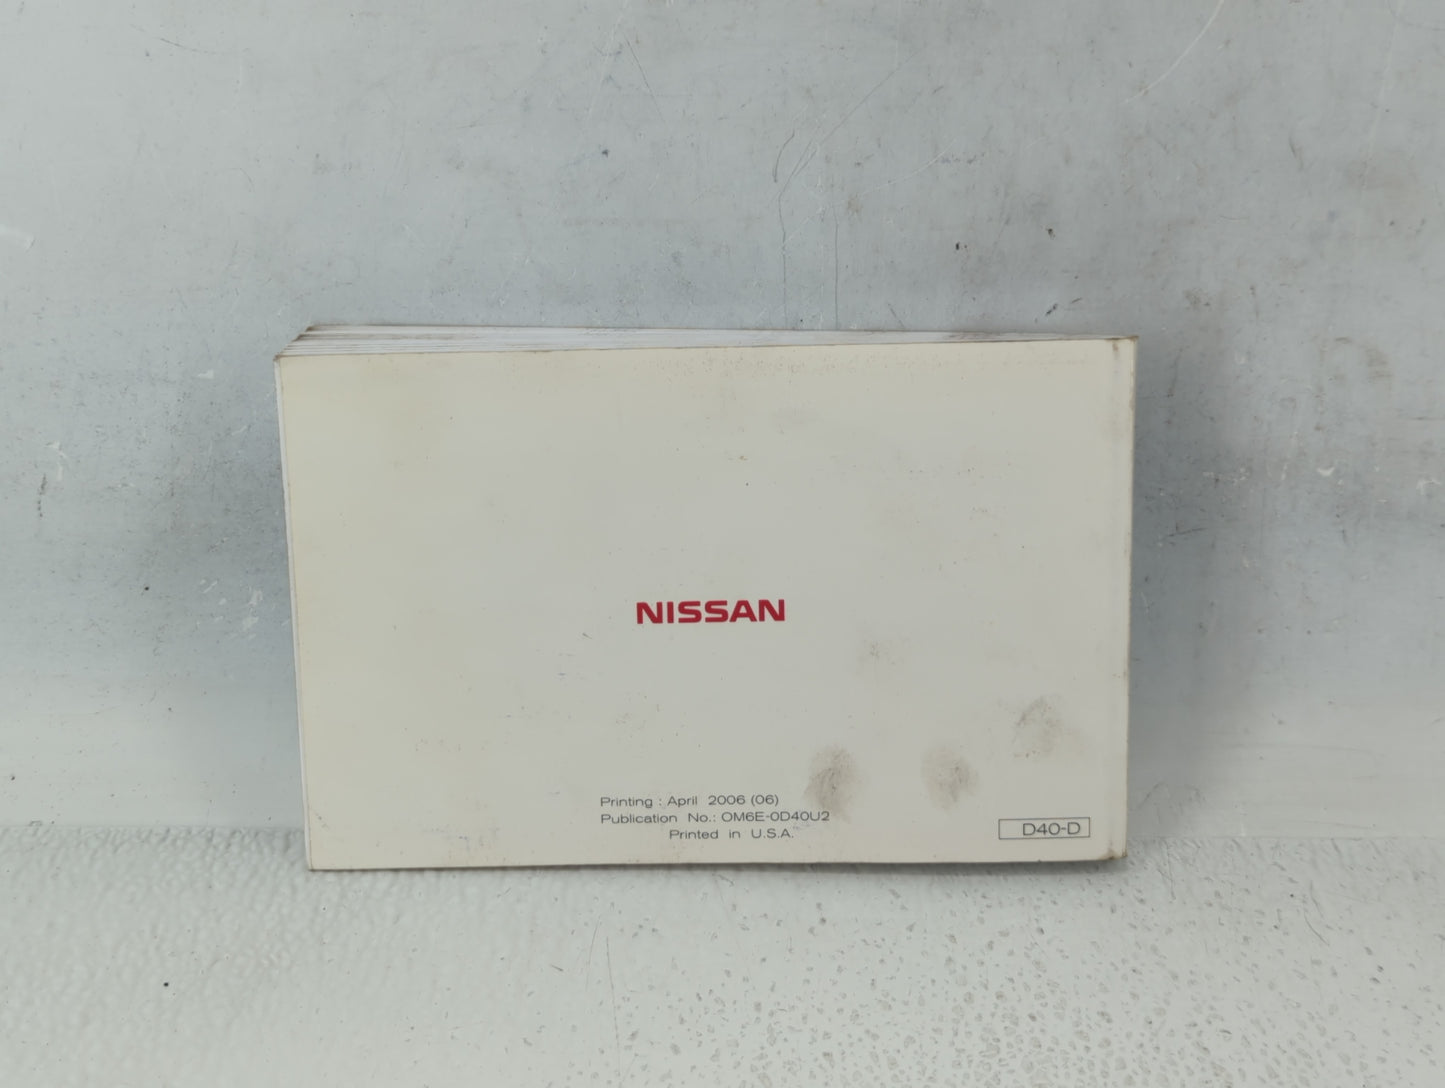 NISSAN
Printing : April 2006 (06)
Publication No.: OM6E-0D40U2
Printed in U.S.A.
D40-D